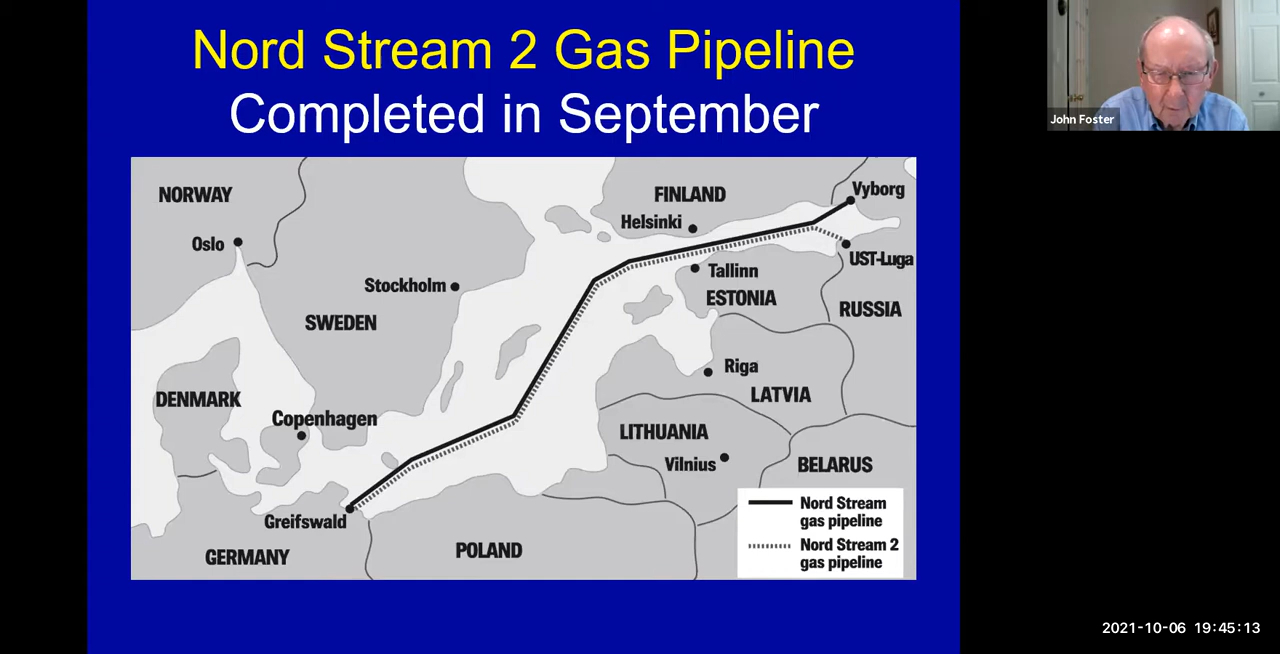 Nord Stream 2 Gas Pipeline
Completed in September
John Foster
NORWAY
FINLAND
Vyborg
Helsinki
Oslo
UST-Luga
Tallinn
Stockholm
ESTONIA
RUSSIA
SWEDEN
Riga
LATVIA
DENMARK
Copenhagen
LITHUANIA
Vilnius
BELARUS
Nord Stream
gas pipeline
Greifswald
Nord Stream 2
gas pipeline
GERMANY
POLAND
2021-10-06 19:45:13